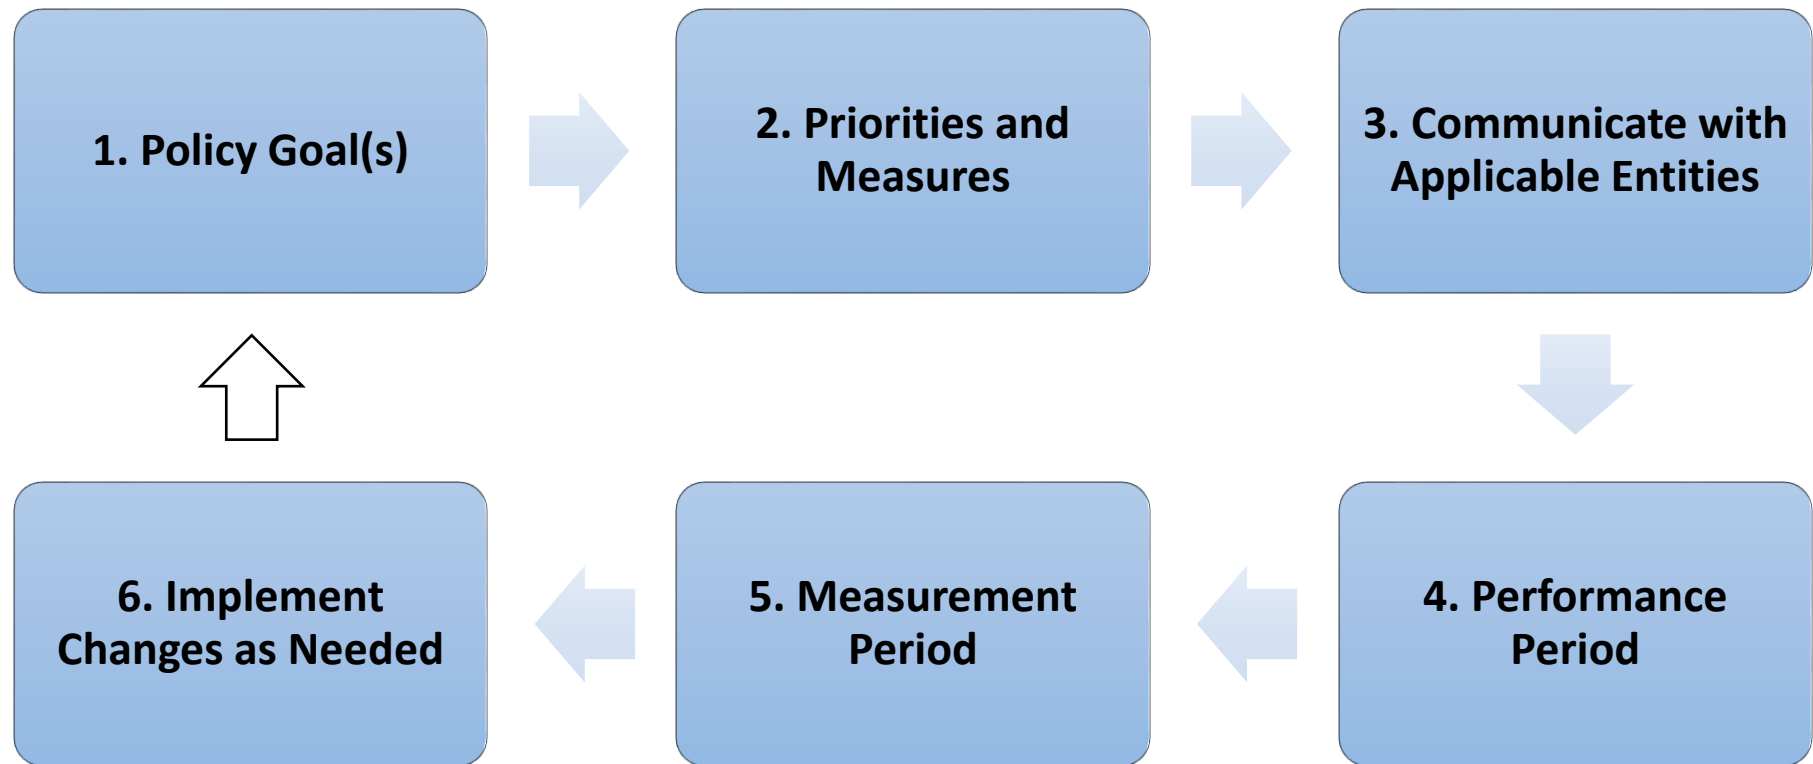 1. Policy Goal(s)
2. Priorities and
Measures
3. Communicate with
Applicable Entities
4. Performance
Period
5. Measurement
Period
6. Implement
Changes as Needed